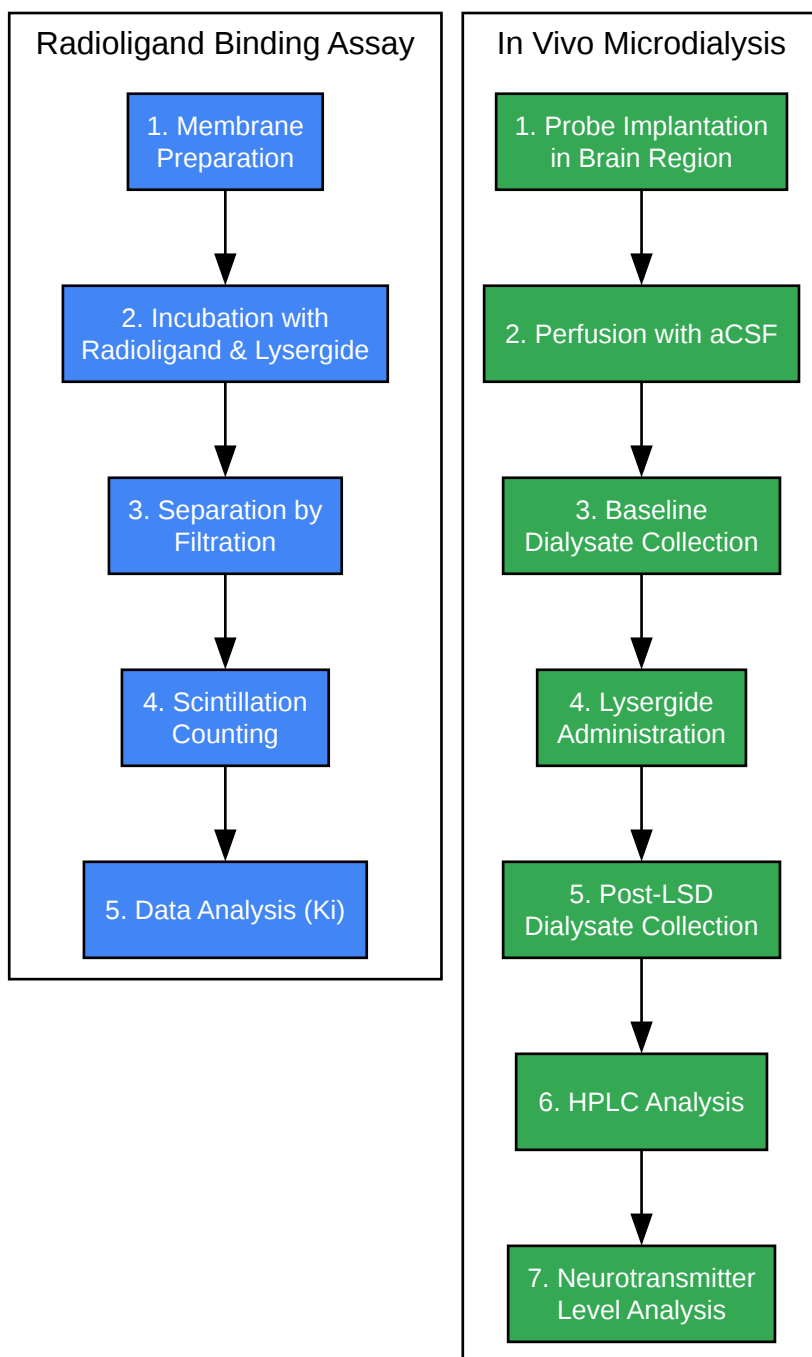 Radioligand Binding Assay
1. Membrane
Preparation
2. Incubation with
Radioligand & Lysergide
3. Separation by
Filtration
4. Scintillation
Counting
5. Data Analysis (Ki)
In Vivo Microdialysis
1. Probe Implantation
in Brain Region
2. Perfusion with aCSF
3. Baseline
Dialysate Collection
4. Lysergide
Administration
5. Post-LSD
Dialysate Collection
6. HPLC Analysis
7. Neurotransmitter
Level Analysis